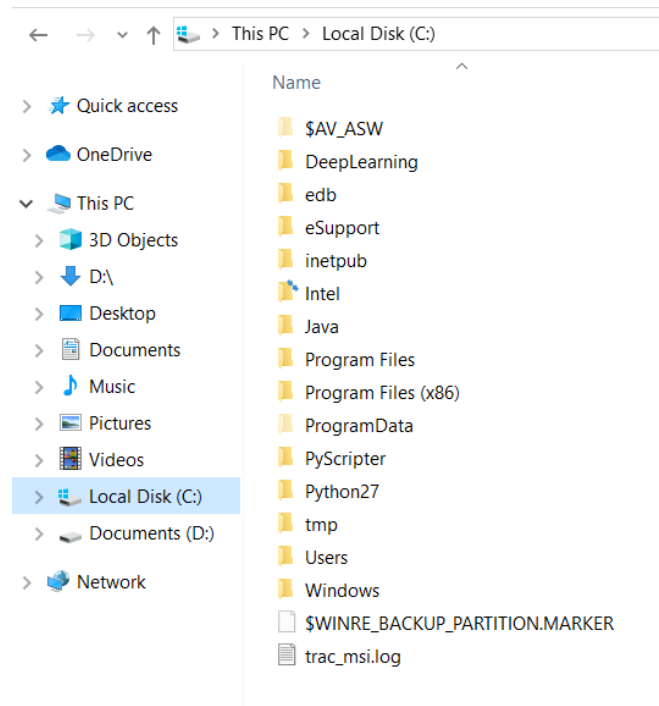 This PC > Local Disk (C:)
Quick access
OneDrive
This PC
3D Objects
D:\
Desktop
Documents
Music
Pictures
Videos
Local Disk (C:)
Documents (D:)
Network
Name
$AV_ASW
DeepLearning
edb
eSupport
inetpub
Intel
Java
Program Files
Program Files (x86)
ProgramData
PyScripter
Python27
tmp
Users
Windows
$WINRE_BACKUP_PARTITION.MARKER
trac_msi.log